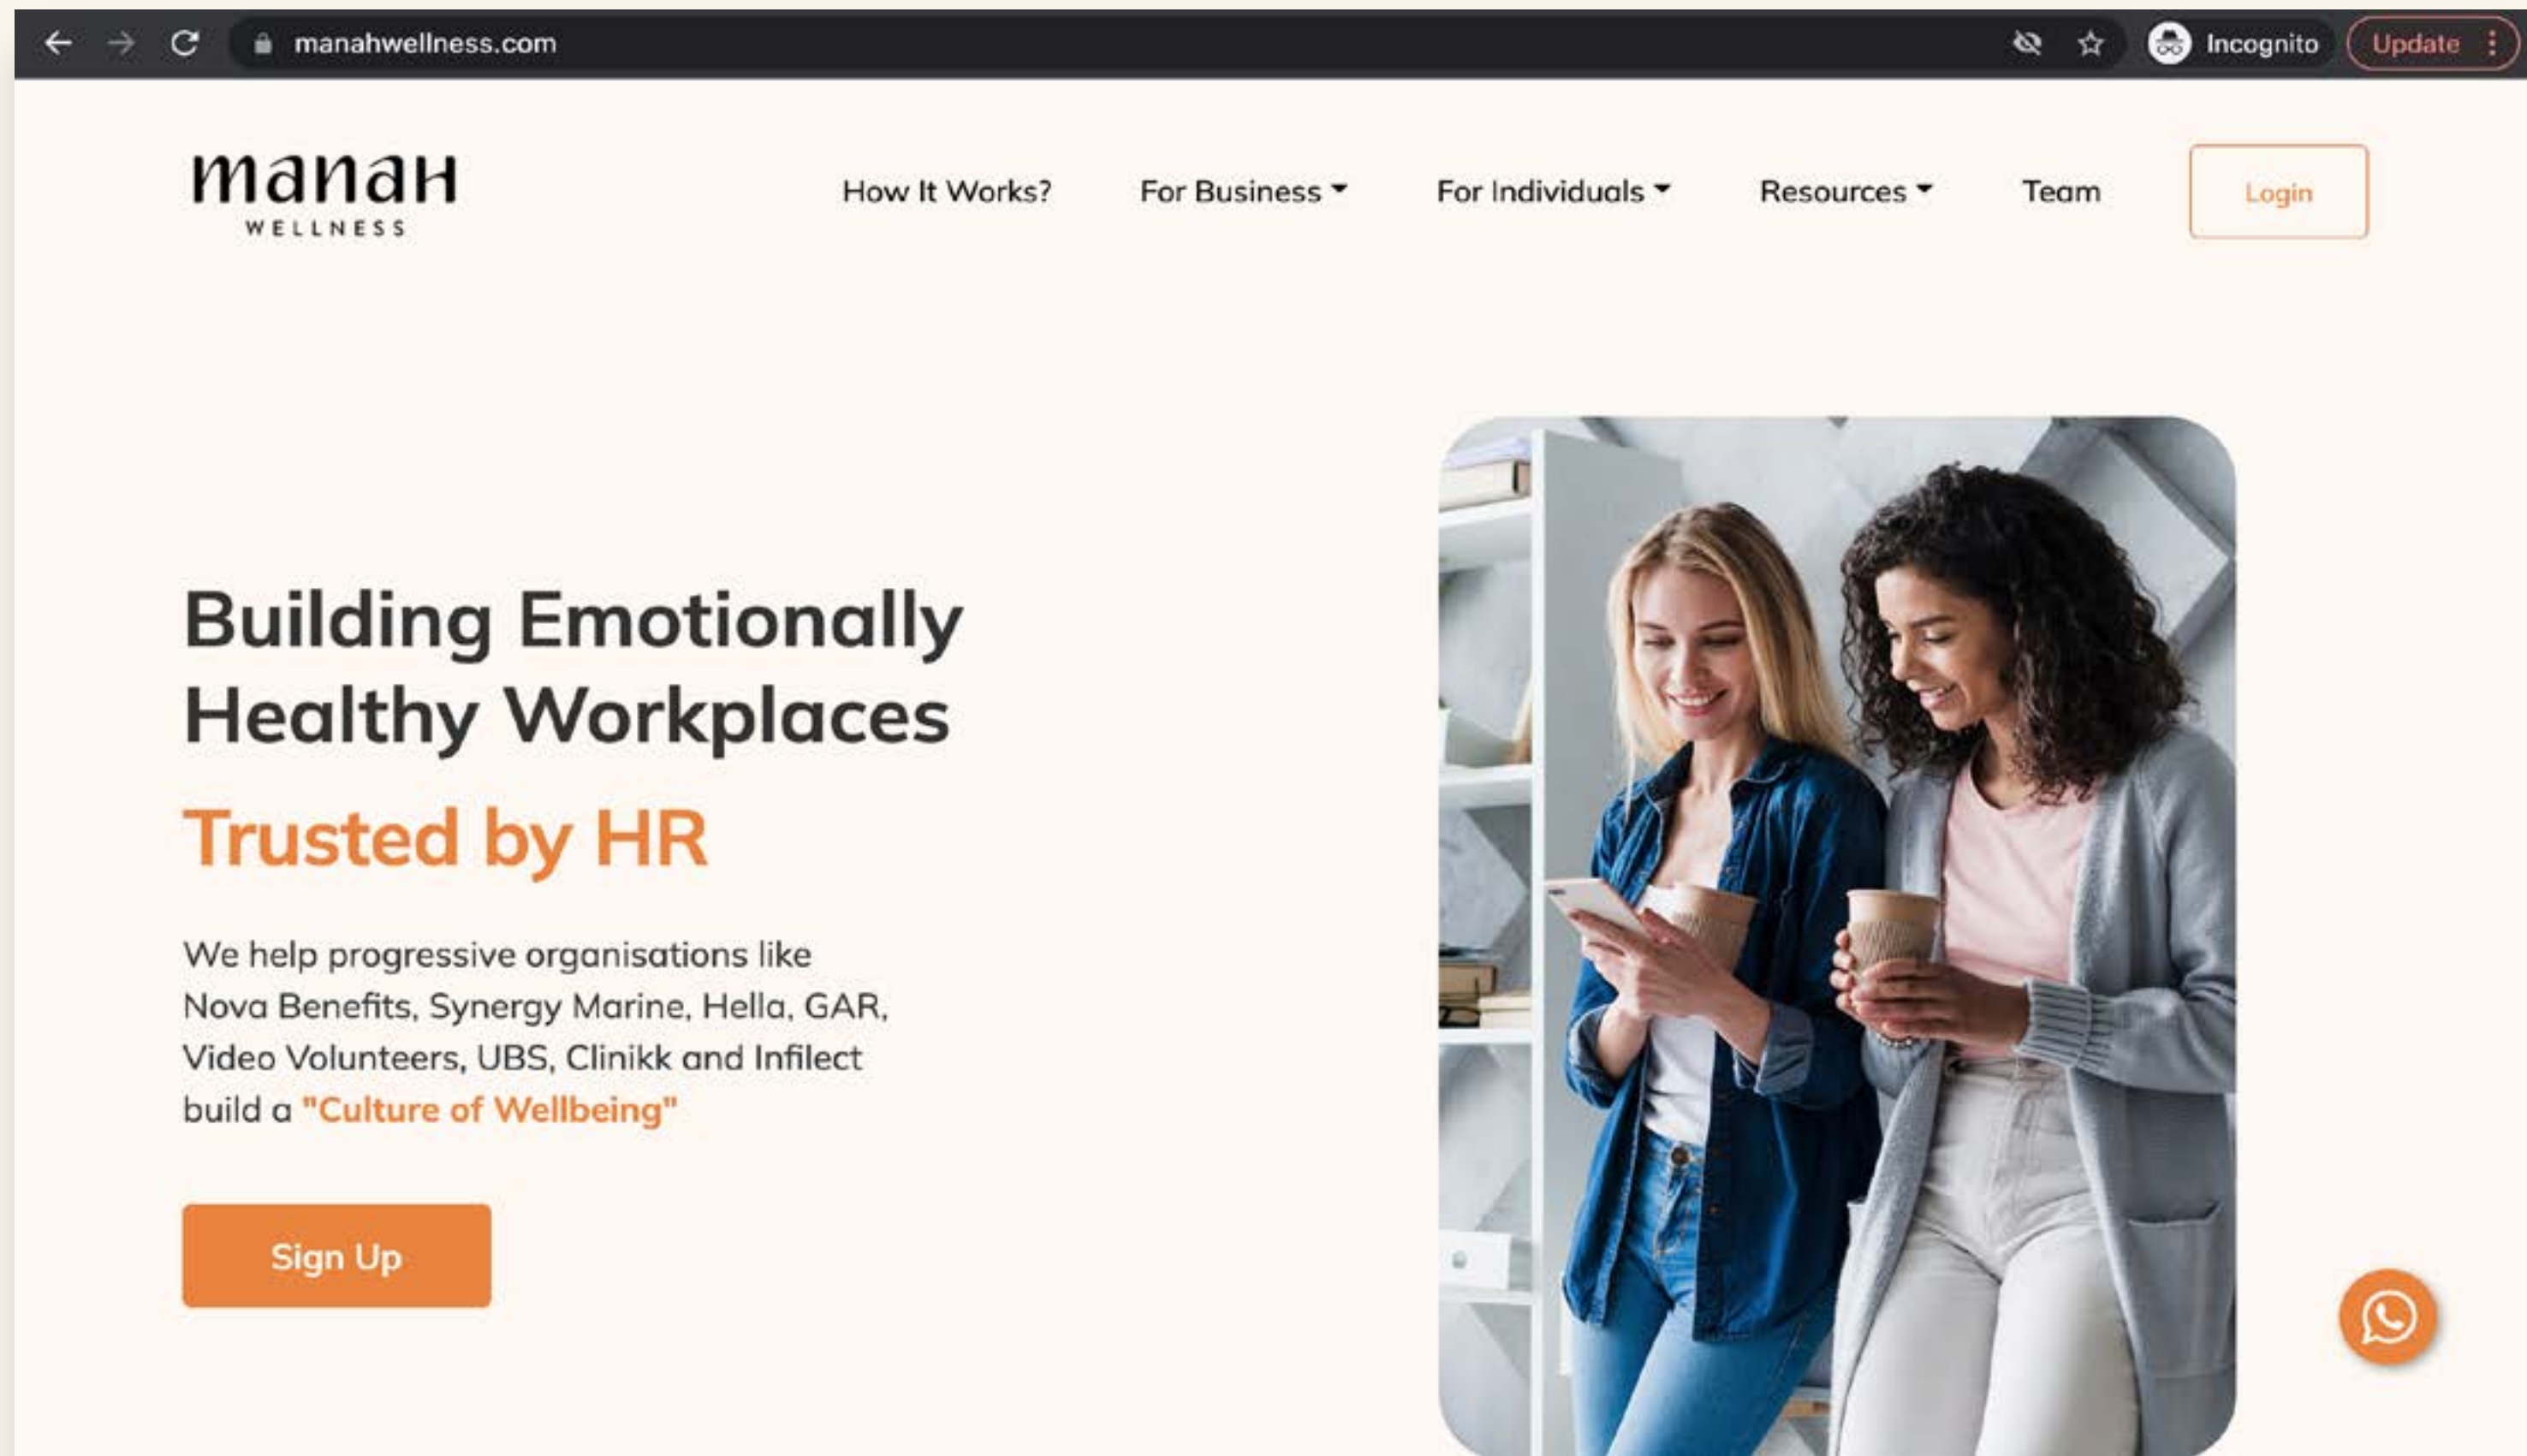 manahwellness.com
Incognito
Update
manaH
WELLNESS
How It Works?
For Business
For Individuals
Resources
Team
Login
Building Emotionally
Healthy Workplaces
Trusted by HR
We help progressive organisations like
Nova Benefits, Synergy Marine, Hella, GAR,
Video Volunteers, UBS, Clinikk and Infilect
build a "Culture of Wellbeing"
Sign Up